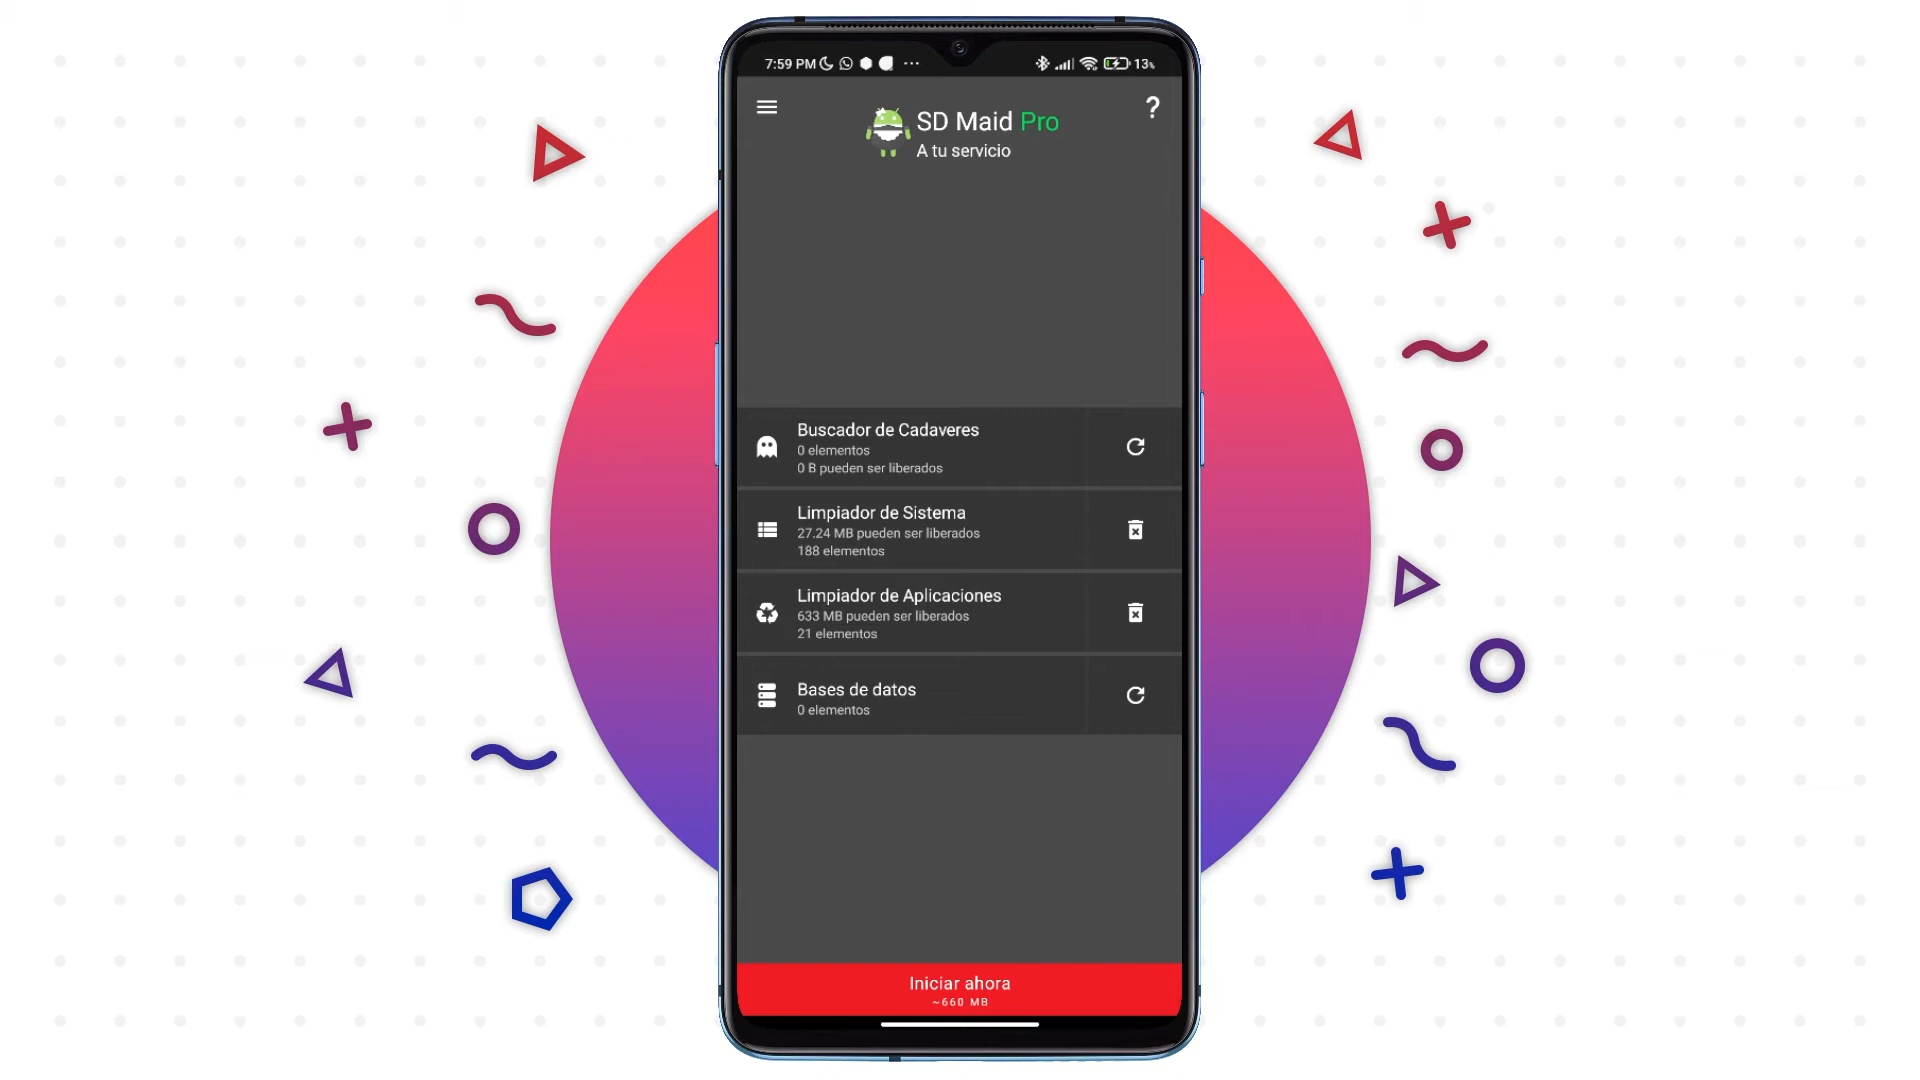 7:59 PM
13%
SD Maid Pro
?
A tu servicio
Buscador de Cadaveres
0 elementos
0 B pueden ser liberados
Limpiador de Sistema
27.24 MB pueden ser liberados
188 elementos
Limpiador de Aplicaciones
633 MB pueden ser liberados
21 elementos
Bases de datos
0 elementos
Iniciar ahora
~660 MB